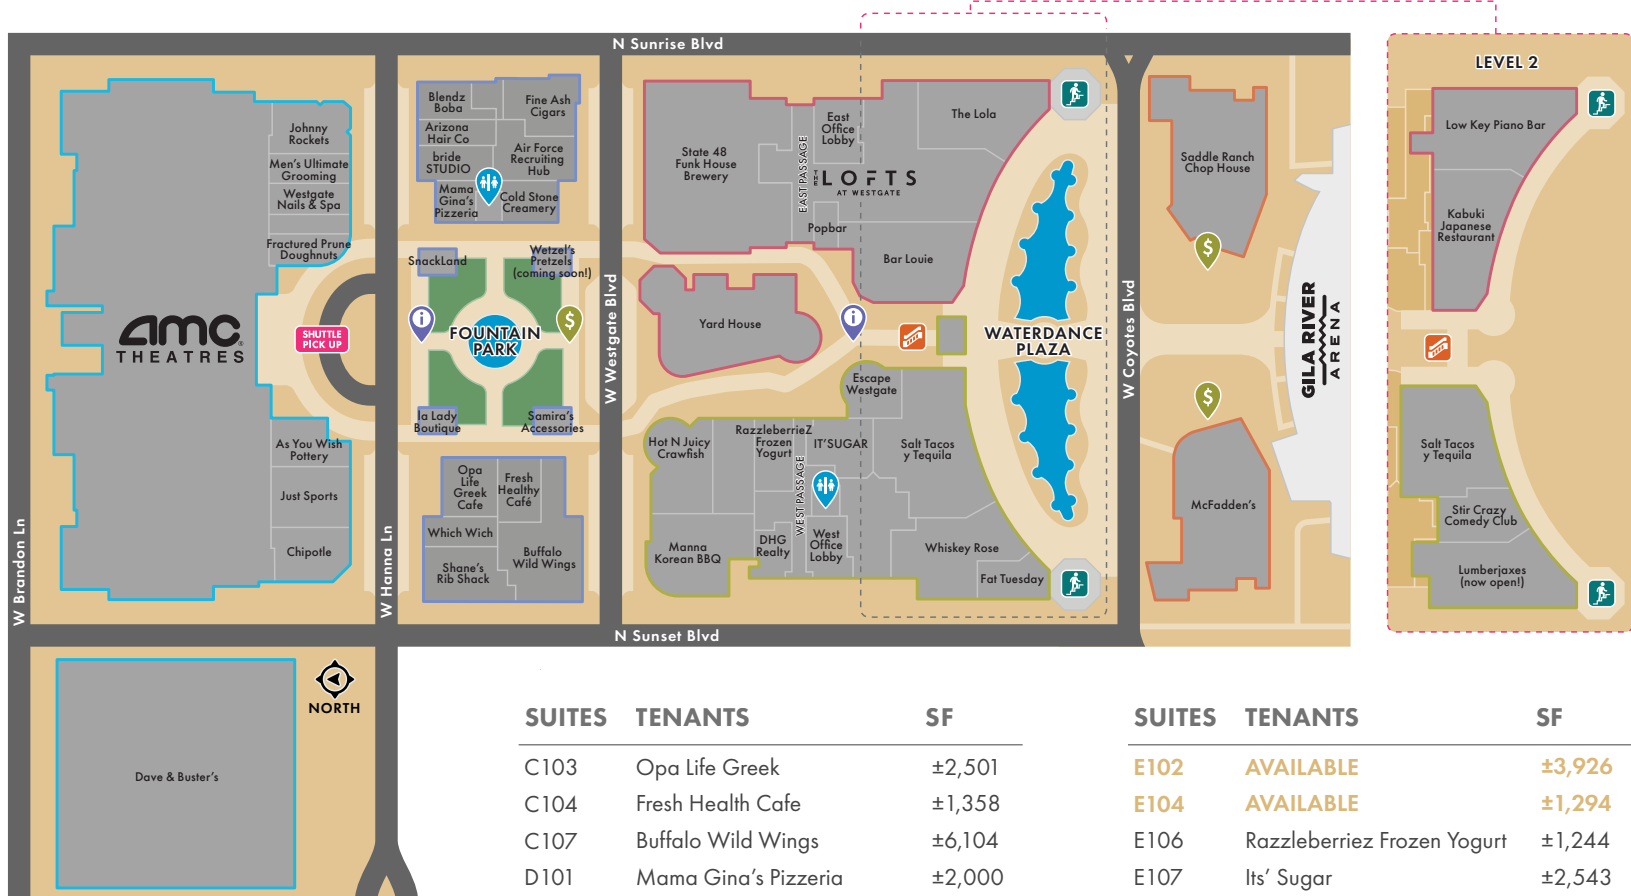 N Sunrise Blvd
LEVEL 2
Johnny
Rockets
Men's Ultimate
Grooming
Westgate
Nails & Spa
Fractured Prune
Doughnuts
amc
THEATRES
SHUTTLE
PICK UP
As You Wish
Pottery
Just Sports
Chipotle
W Brandon Ln
W Hanna Ln
Blendz
Boba
Fine Ash
Cigars
Arizona
Hair Co
bride
STUDIO
Air Force
Recruiting
Hub
Mama
Gina's
Pizzeria
Cold Stone
Creamery
SnackLand
Wetzel's
Pretzels
(coming soon!)
i
FOUNTAIN
PARK
$
la Lady
Boutique
Samira's
Accessories
Opa
Life
Greek
Cafe
Fresh
Healthy
Café
Which Wich
Shane's
Rib Shack
Buffalo
Wild Wings
W Westgate Blvd
State 48
Funk House
Brewery
EAST PASSAGE
East
Office
Lobby
The Lola
THE LOFTS
AT WESTGATE
Popbar
Bar Louie
Yard House
i
WATERDANCE
PLAZA
Escape
Westgate
Hot N Juicy
Crawfish
RazzleberrieZ
Frozen
Yogurt
IT'SUGAR
Salt Tacos
y Tequila
WEST PASSAGE
Manna
Korean BBQ
DHG
Realty
West
Office
Lobby
Whiskey Rose
Fat Tuesday
W Coyotes Blvd
Saddle Ranch
Chop House
$
GILA RIVER
ARENA
$
McFadden's
Low Key Piano Bar
Kabuki
Japanese
Restaurant
Salt Tacos
y Tequila
Stir Crazy
Comedy Club
Lumberjaxes
(now open!)
N Sunset Blvd
NORTH
Dave & Buster's
SUITES TENANTS SF
C103 Opa Life Greek ±2,501
C104 Fresh Health Cafe ±1,358
C107 Buffalo Wild Wings ±6,104
D101 Mama Gina's Pizzeria ±2,000
SUITES TENANTS SF
E102 AVAILABLE ±3,926
E104 AVAILABLE ±1,294
E106 Razzleberriez Frozen Yogurt ±1,244
E107 Its' Sugar ±2,543